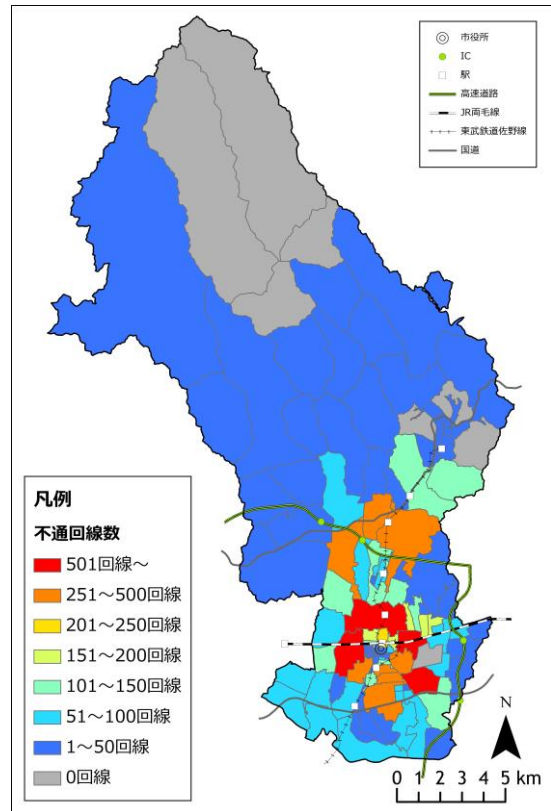 市役所
IC
駅
高速道路
JR両毛線
東武鉄道佐野線
国道
凡例
不通回線数
501回線～
251～500回線
201～250回線
151～200回線
101～150回線
51～100回線
1～50回線
0回線
N
0 1 2 3 4 5 km